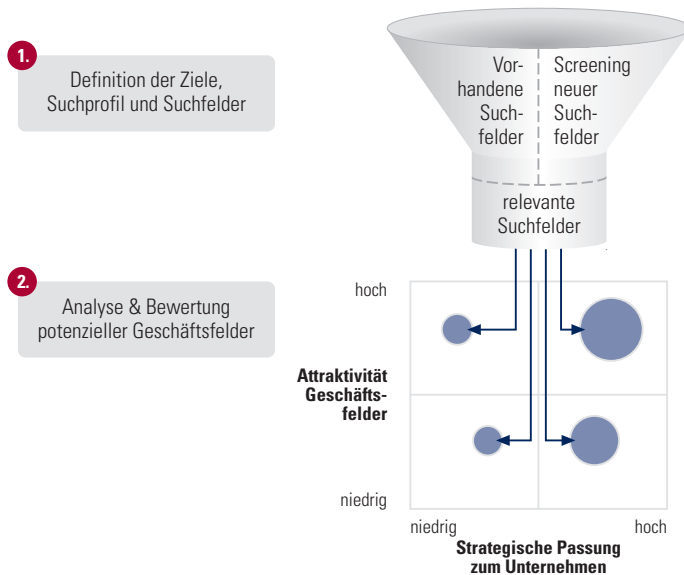 1.
Definition der Ziele,
Suchprofil und Suchfelder
Vor-
handene
Such-
felder
Screening
neuer
Such-
felder
relevante
Suchfelder
2.
Analyse & Bewertung
potenzieller Geschäftsfelder
hoch
Attraktivität
Geschäfts-
felder
niedrig
niedrig
hoch
Strategische Passung
zum Unternehmen